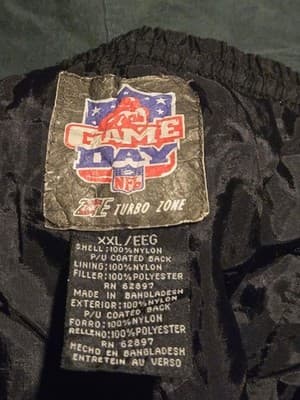 GAME
DAY
NFL
ZONE TURBO ZONE
XXL/EEG
SHELL:100%NYLON
P/U COATED BACK
LINING:100%NYLON
FILLER:100%POLYESTER
RN 62897
MADE IN BANGLADESH
EXTERIOR:100%NYLON
P/U COATED BACK
FORRO:100%NYLON
RELLENO:100%POLYESTER
RN 62897
HECHO EN BANGLADESH
ENTRETEIN AU VERSO